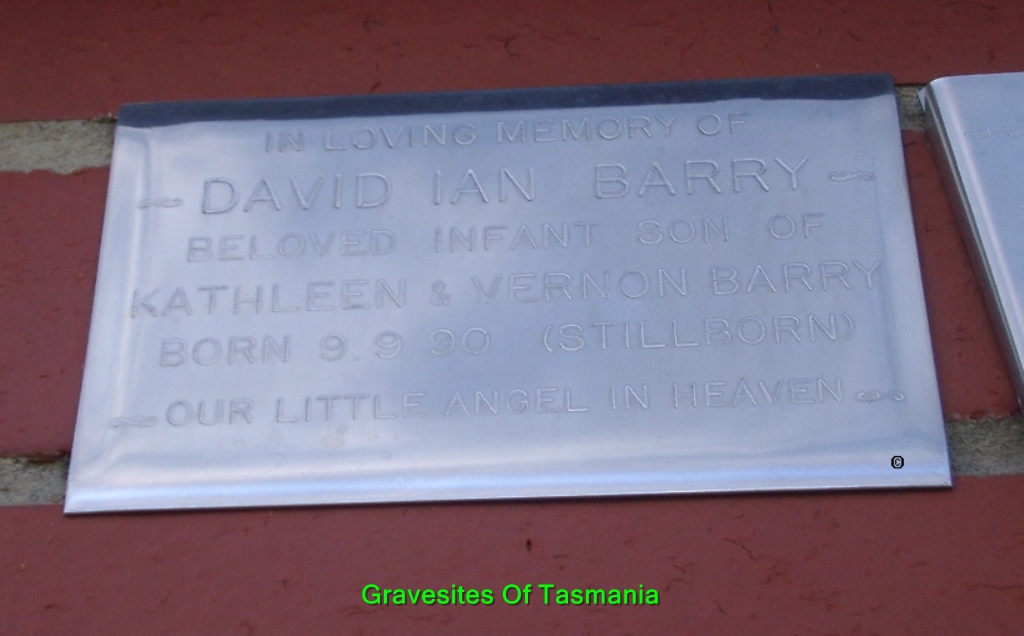 IN LOVING MEMORY OF
~ DAVID IAN BARRY ~
BELOVED INFANT SON OF
KATHLEEN & VERNON BARRY
BORN 9.9.90 (STILLBORN)
~ OUR LITTLE ANGEL IN HEAVEN ~
©
Gravesites Of Tasmania